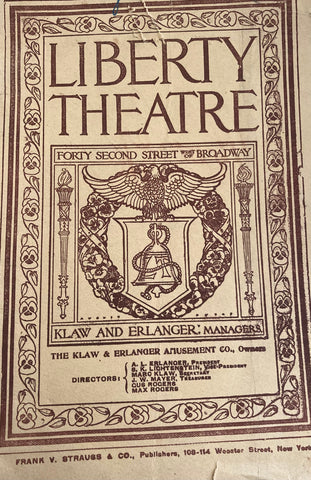 LIBERTY
THEATRE
FORTY SECOND STREET WEST OF BROADWAY
KLAW AND ERLANGER: MANAGERS
THE KLAW & ERLANGER AMUSEMENT CO., Owners
A. L. ERLANGER, PRESIDENT
A. K. LICHTENSTEIN, VICE-PRESIDENT
DIRECTORS: MARC KLAW, SECRETARY
J. W. MAYER, TREASURER
GUS ROGERS
MAX ROGERS
FRANK V. STRAUSS & CO., Publishers, 108-114 Wooster Street, New York